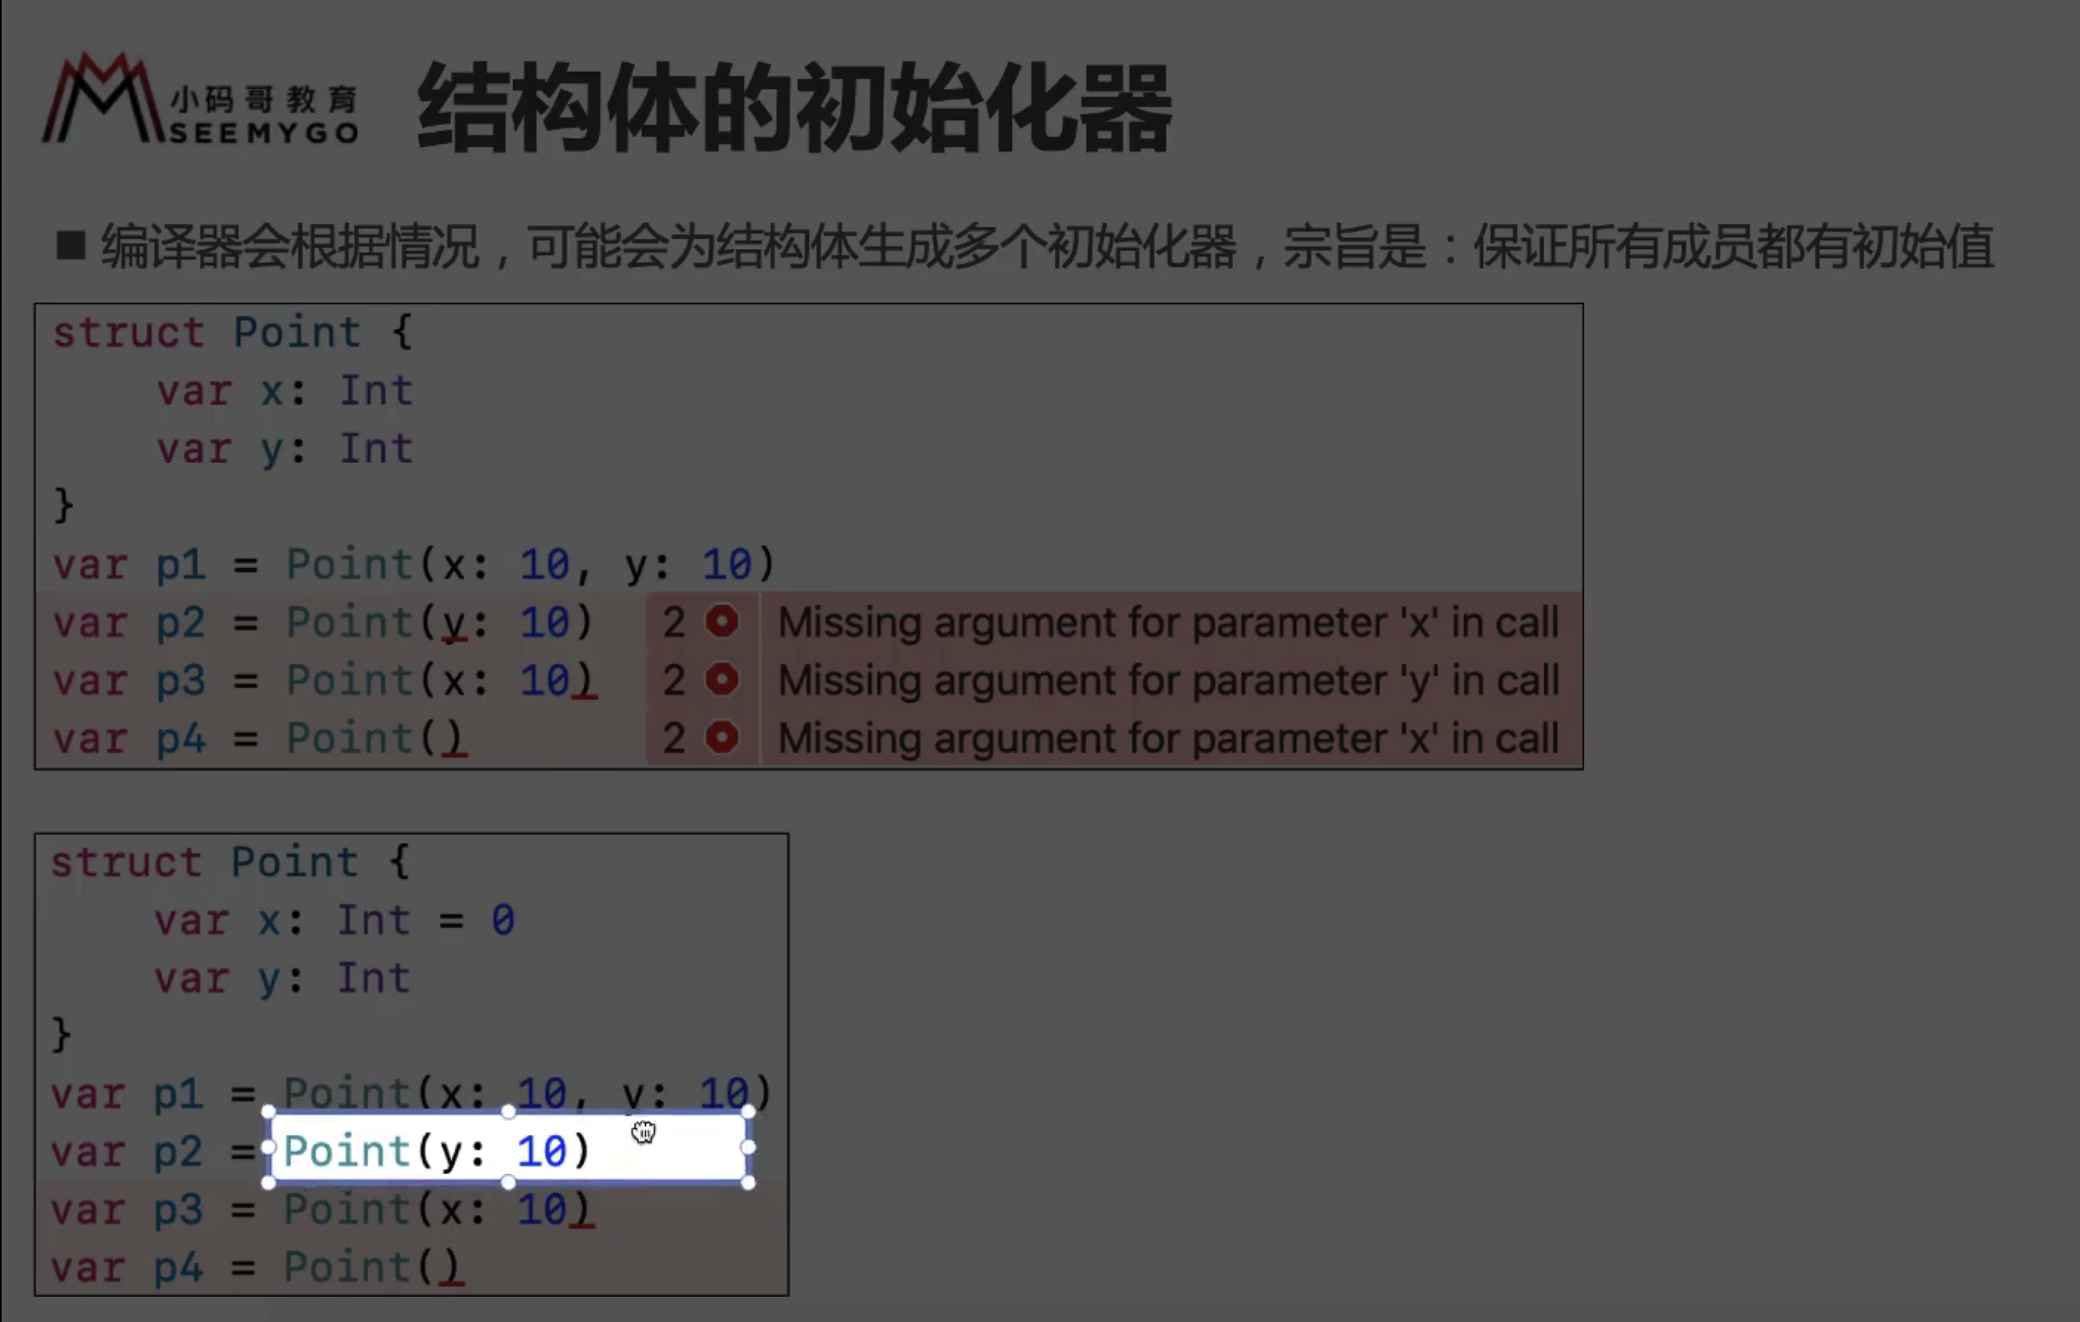 小码哥教育
SEEMYGO
结构体的初始化器
■ 编译器会根据情况，可能会为结构体生成多个初始化器，宗旨是：保证所有成员都有初始值
struct Point {
    var x: Int
    var y: Int
}
var p1 = Point(x: 10, y: 10)
var p2 = Point(y: 10) 2 Missing argument for parameter 'x' in call
var p3 = Point(x: 10) 2 Missing argument for parameter 'y' in call
var p4 = Point() 2 Missing argument for parameter 'x' in call
struct Point {
    var x: Int = 0
    var y: Int
}
var p1 = Point(x: 10, y: 10)
var p2 = Point(y: 10)
var p3 = Point(x: 10)
var p4 = Point()